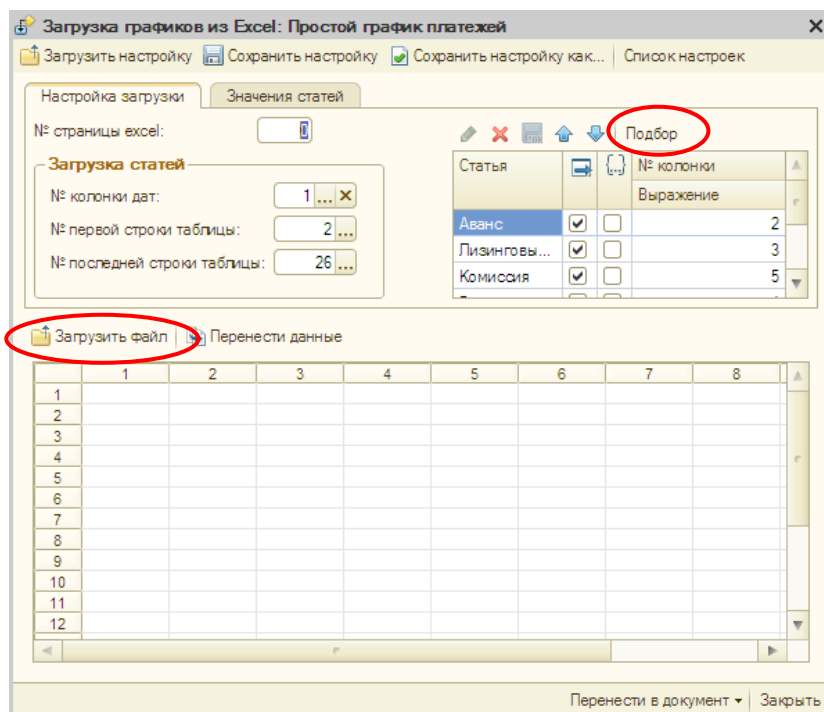 Загрузка графиков из Excel: Простой график платежей
Загрузить настройку Сохранить настройку Сохранить настройку как... Список настроек
Настройка загрузки Значения статей
№ страницы excel: Подбор
Загрузка статей
№ колонки дат: 1 ...
№ первой строки таблицы: 2 ...
№ последней строки таблицы: 26 ...
Статья {..} № колонки
Выражение
Аванс 2
Лизинговы... 3
Комиссия 5
Загрузить файл Перенести данные
1 2 3 4 5 6 7 8
1
2
3
4
5
6
7
8
9
10
11
12
Перенести в документ Закрыть